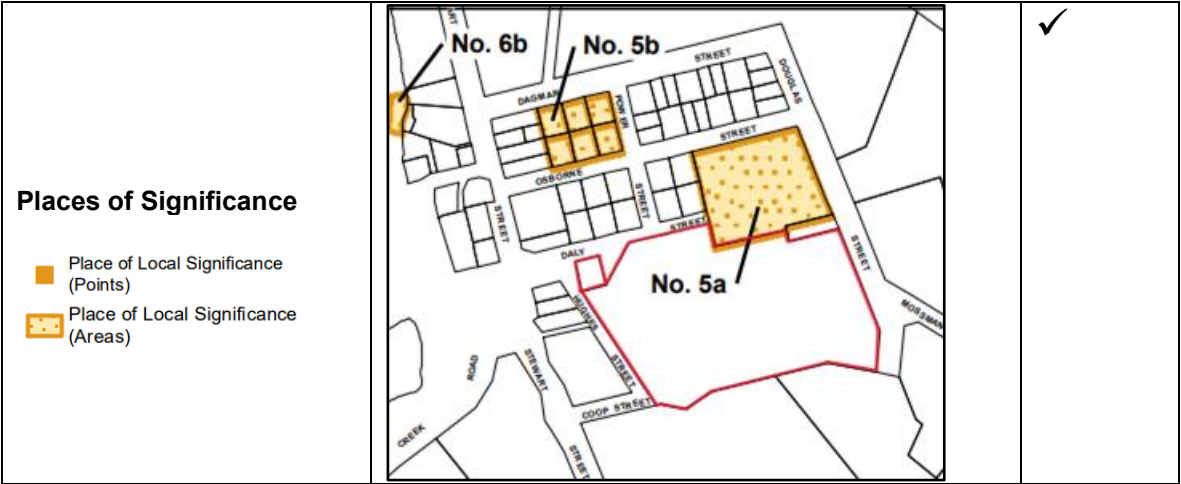 Places of Significance
Place of Local Significance
(Points)
Place of Local Significance
(Areas)
ART
No. 6b
No. 5b
STREET
DOUGLAS
DAGMAR
POWER
STREET
OSBORNE
STREET
STREET
STREET
DALY
STREET
No. 5a
HUGHES
MOSSMAN
ROAD
STEWART
STREET
COOP STREET
CREEK
STREET
✓